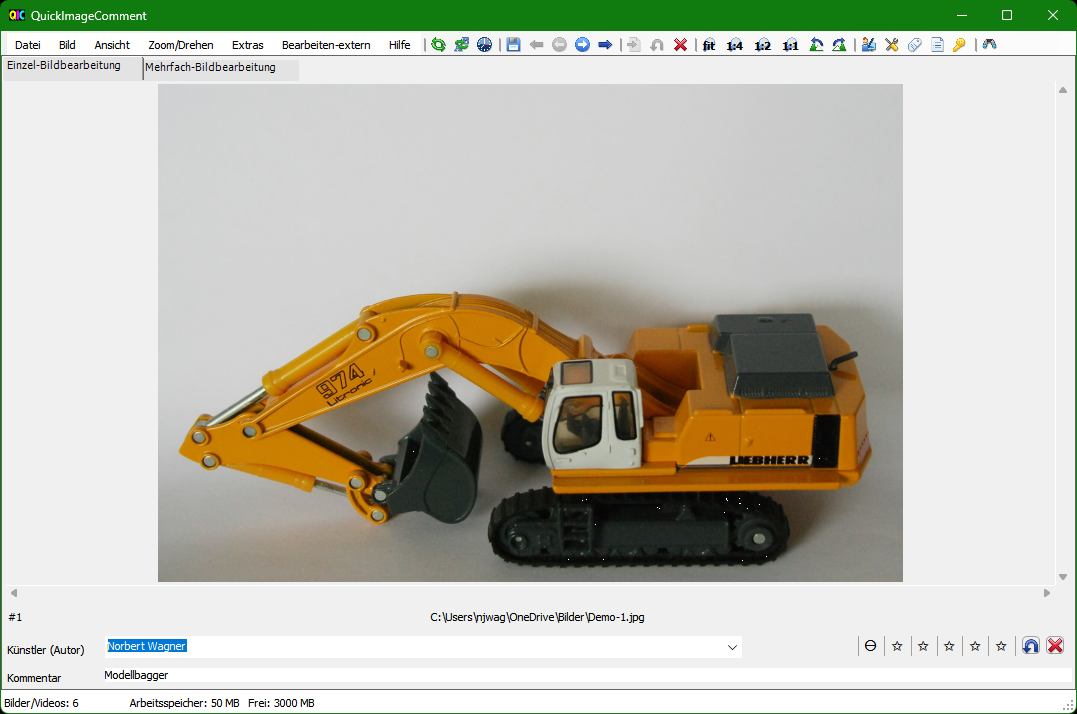 QIC QuickImageComment
Datei Bild Ansicht Zoom/Drehen Extras Bearbeiten-extern Hilfe fit 1:4 1:2 1:1
Einzel-Bildbearbeitung Mehrfach-Bildbearbeitung
974
Litronic
LIEBHERR
#1 C:\Users\njwag\OneDrive\Bilder\Demo-1.jpg
Künstler (Autor) Norbert Wagner
Kommentar Modellbagger
Bilder/Videos: 6 Arbeitsspeicher: 50 MB Frei: 3000 MB